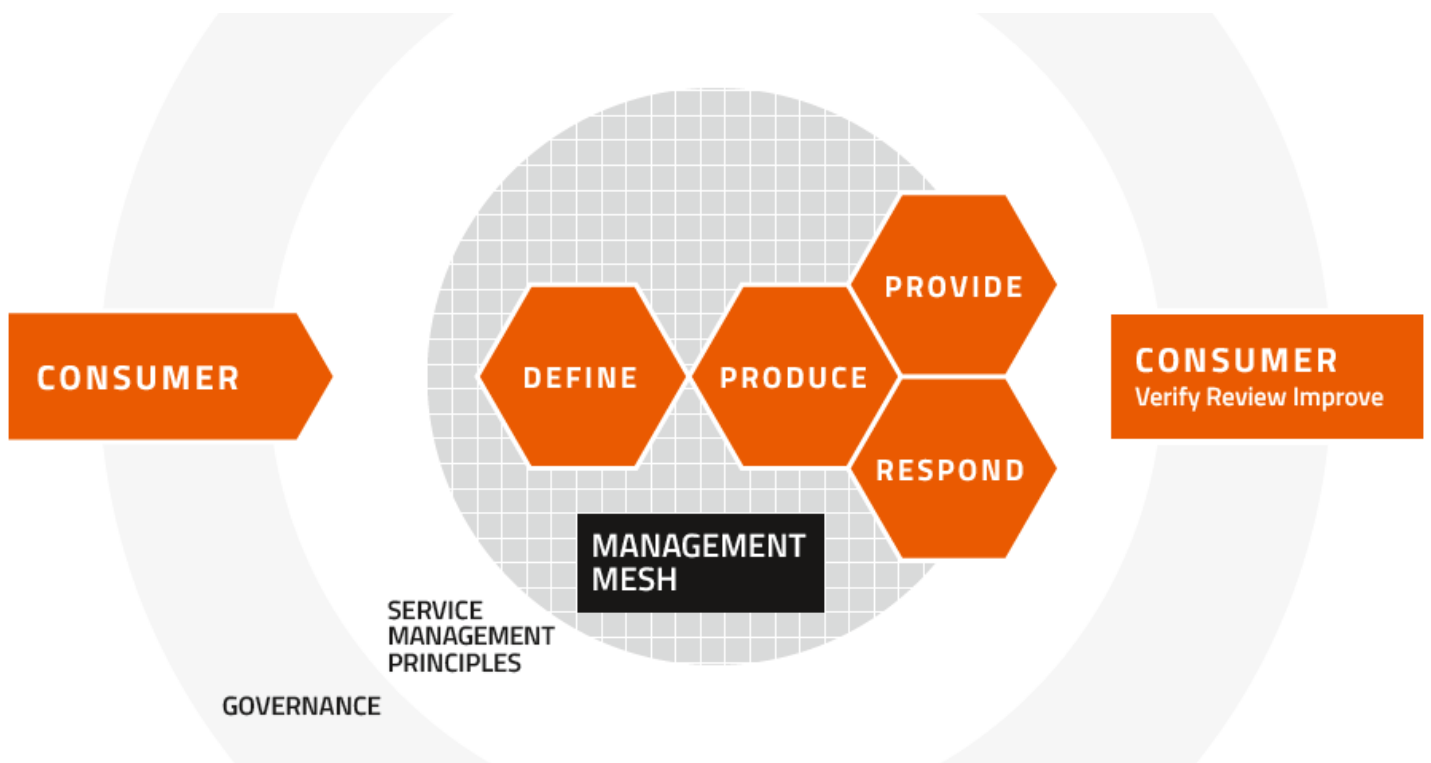 CONSUMER
DEFINE
PRODUCE
PROVIDE
RESPOND
CONSUMER
Verify Review Improve
MANAGEMENT
MESH
SERVICE
MANAGEMENT
PRINCIPLES
GOVERNANCE